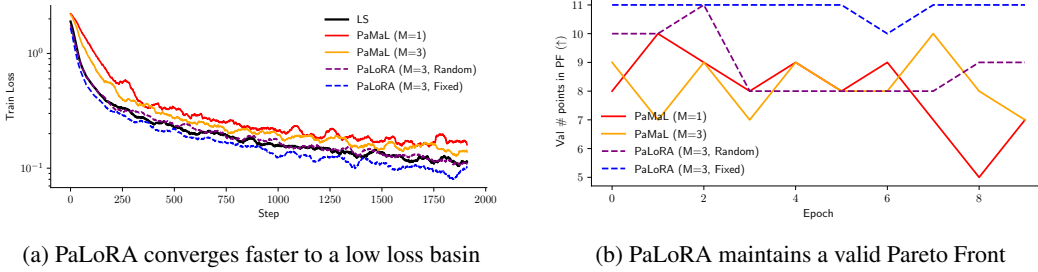 LS
PaMaL (M=1)
PaMaL (M=3)
PaLoRA (M=3, Random)
PaLoRA (M=3, Fixed)
Train Loss
10⁰
10⁻¹
0 250 500 750 1000 1250 1500 1750 2000
Step
(a) PaLoRA converges faster to a low loss basin
Val # points in PF (↑)
11
10
9
8
7
6
5
PaMaL (M=1)
PaMaL (M=3)
PaLoRA (M=3, Random)
PaLoRA (M=3, Fixed)
0 2 4 6 8
Epoch
(b) PaLoRA maintains a valid Pareto Front